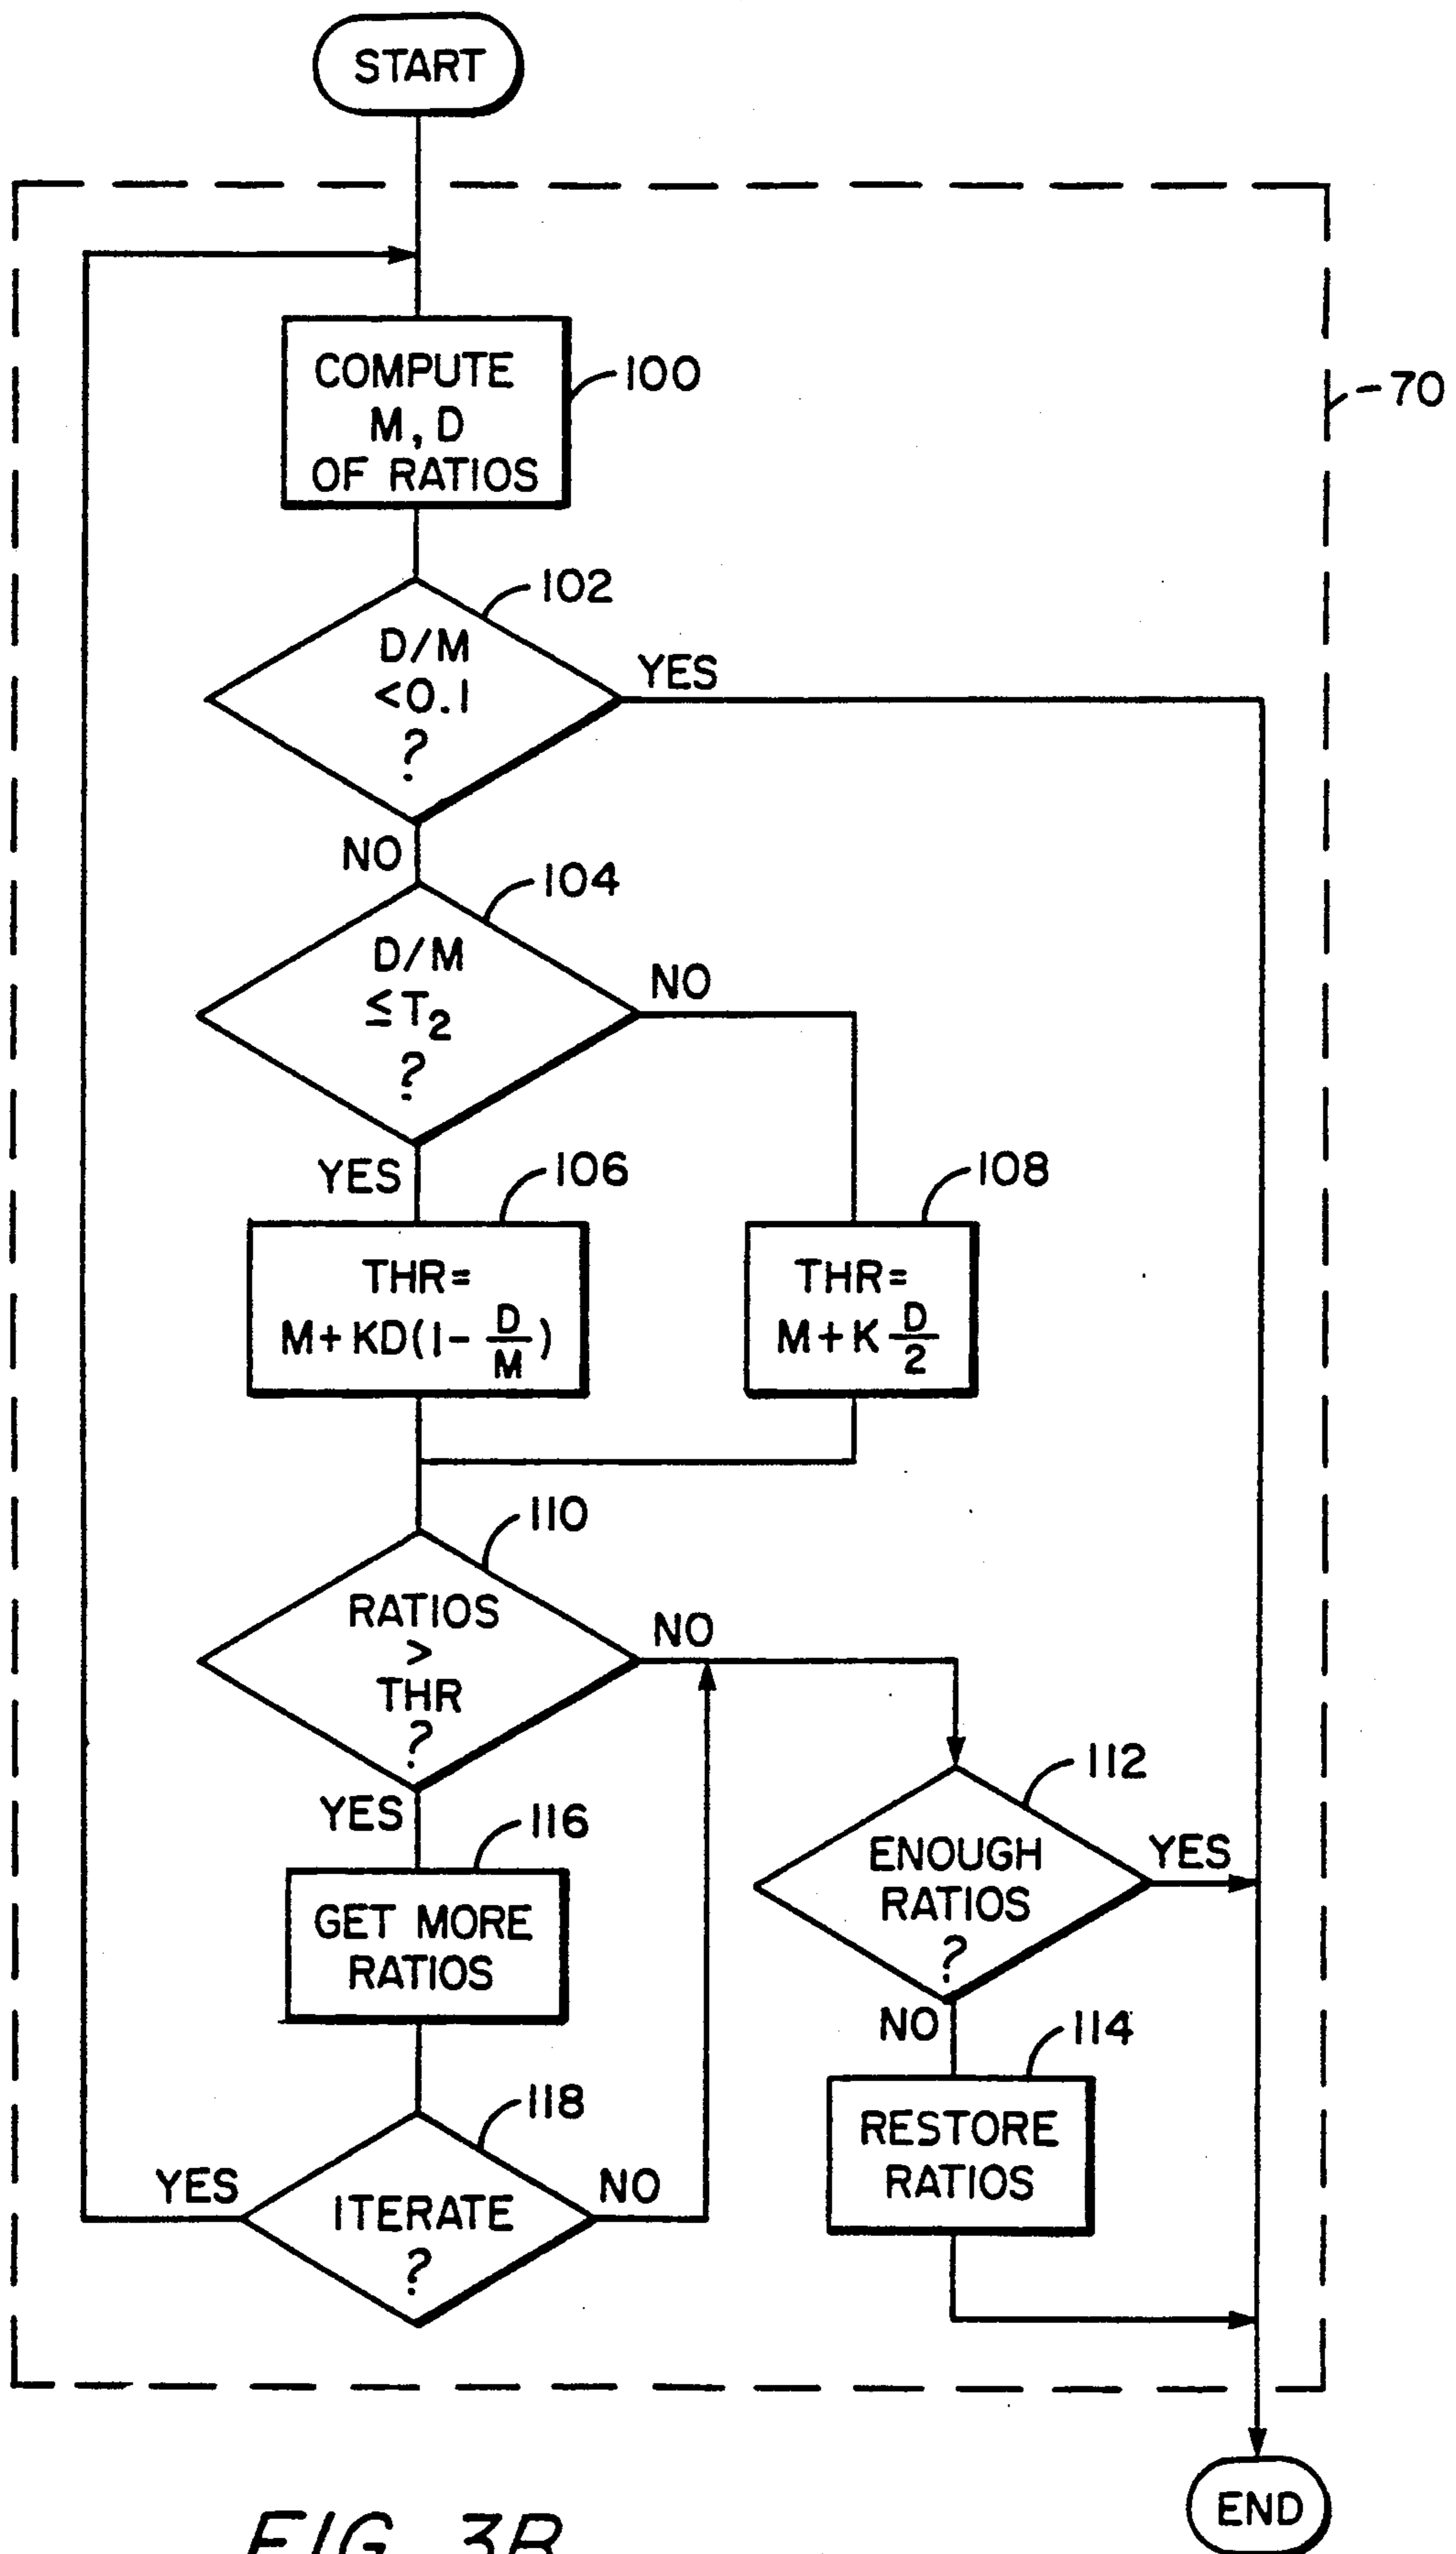 START
COMPUTE
M, D
OF RATIOS
100
70
102
D/M
<0.1
?
YES
NO
104
D/M
≤T₂
?
NO
YES
106
THR=
M+KD(1-D/M)
108
THR=
M+K D/2
110
RATIOS
>
THR
?
NO
YES
116
GET MORE
RATIOS
112
ENOUGH
RATIOS
?
YES
NO
114
RESTORE
RATIOS
118
ITERATE
?
YES
NO
END
FIG. 3B